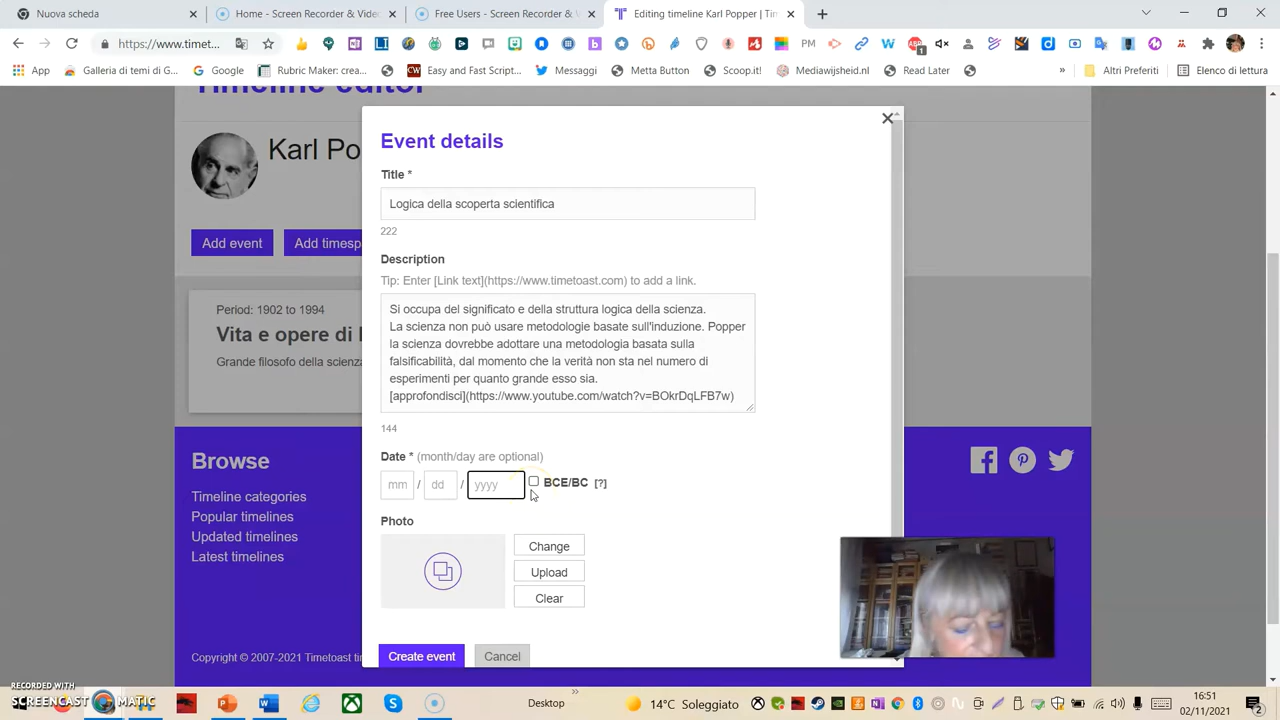 Nuova scheda
Home - Screen Recorder & Vid
Free Users - Screen Recorder & V
Editing timeline Karl Popper | Tim
https://www.timet...
App
Galleria di temi di G...
Google
Rubric Maker: crea...
Easy and Fast Script...
Messaggi
Metta Button
Scoop.it!
Mediawijsheid.nl
Read Later
»
Altri Preferiti
Elenco di lettura
Timeline editor
Karl Po
Add event
Add timesp
Period: 1902 to 1994
Vita e opere di
Grande filosofo della scienza
Event details
Title *
Logica della scoperta scientifica
222
Description
Tip: Enter [Link text](https://www.timetoast.com) to add a link.
Si occupa del significato e della struttura logica della scienza.
La scienza non può usare metodologie basate sull'induzione. Popper
la scienza dovrebbe adottare una metodologia basata sulla
falsificabilità, dal momento che la verità non sta nel numero di
esperimenti per quanto grande esso sia.
[approfondisci](https://www.youtube.com/watch?v=BOkrDqLFB7w)
144
Date * (month/day are optional)
mm / dd / yyyy BCE/BC [?]
Photo
Change
Upload
Clear
Create event
Cancel
Browse
Timeline categories
Popular timelines
Updated timelines
Latest timelines
Copyright © 2007-2021 Timetoast tim
RECORDED WITH
SCREENCAST MATIC
Desktop
»
14°C Soleggiato
16:51
02/11/2021